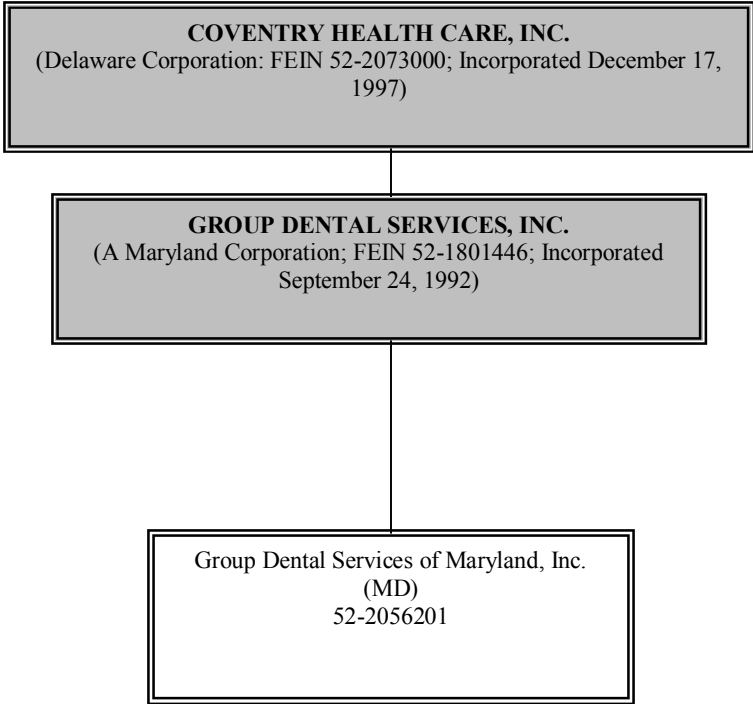 COVENTRY HEALTH CARE, INC.
(Delaware Corporation: FEIN 52-2073000; Incorporated December 17,
1997)
GROUP DENTAL SERVICES, INC.
(A Maryland Corporation; FEIN 52-1801446; Incorporated
September 24, 1992)
Group Dental Services of Maryland, Inc.
(MD)
52-2056201